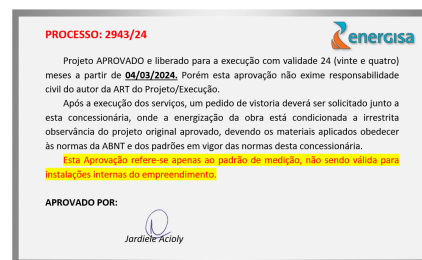 PROCESSO: 2943/24
energisa
Projeto APROVADO e liberado para a execução com validade 24 (vinte e quatro)
meses a partir de 04/03/2024. Porém esta aprovação não exime responsabilidade
civil do autor da ART do Projeto/Execução.
Após a execução dos serviços, um pedido de vistoria deverá ser solicitado junto a
esta concessionária, onde a energização da obra está condicionada a irrestrita
observância do projeto original aprovado, devendo os materiais aplicados obedecer
às normas da ABNT e dos padrões em vigor das normas desta concessionária.
Esta Aprovação refere-se apenas ao padrão de medição, não sendo válida para
instalações internas do empreendimento.
APROVADO POR:
Jardiele Acioly